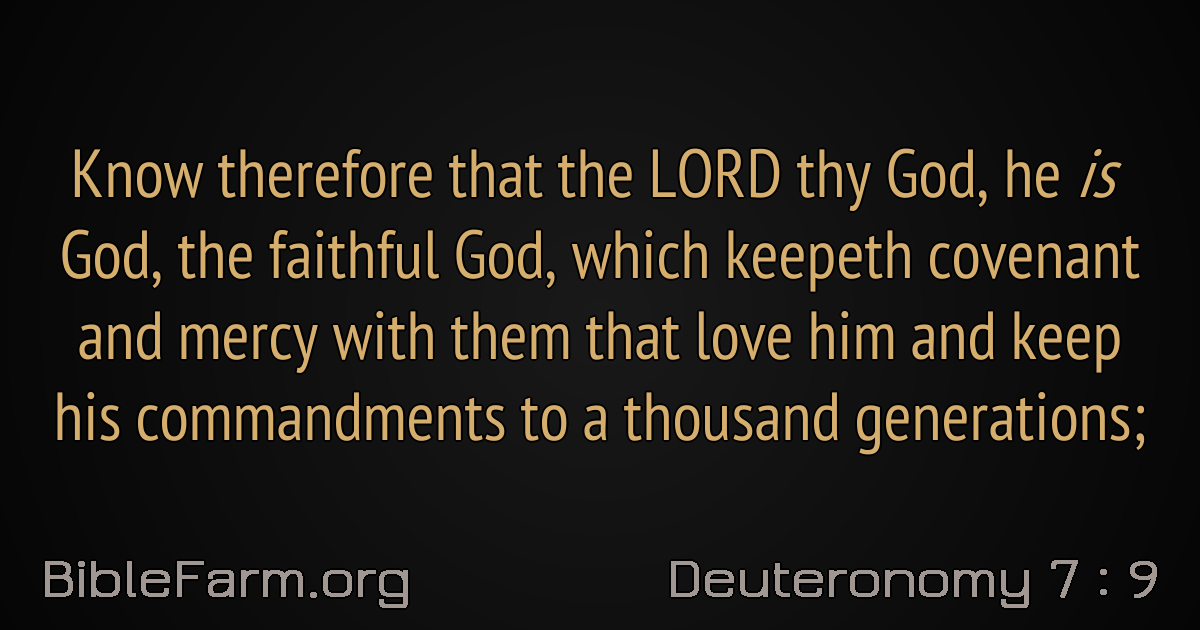 Know therefore that the LORD thy God, he is
God, the faithful God, which keepeth covenant
and mercy with them that love him and keep
his commandments to a thousand generations;
BibleFarm.org
Deuteronomy 7 : 9